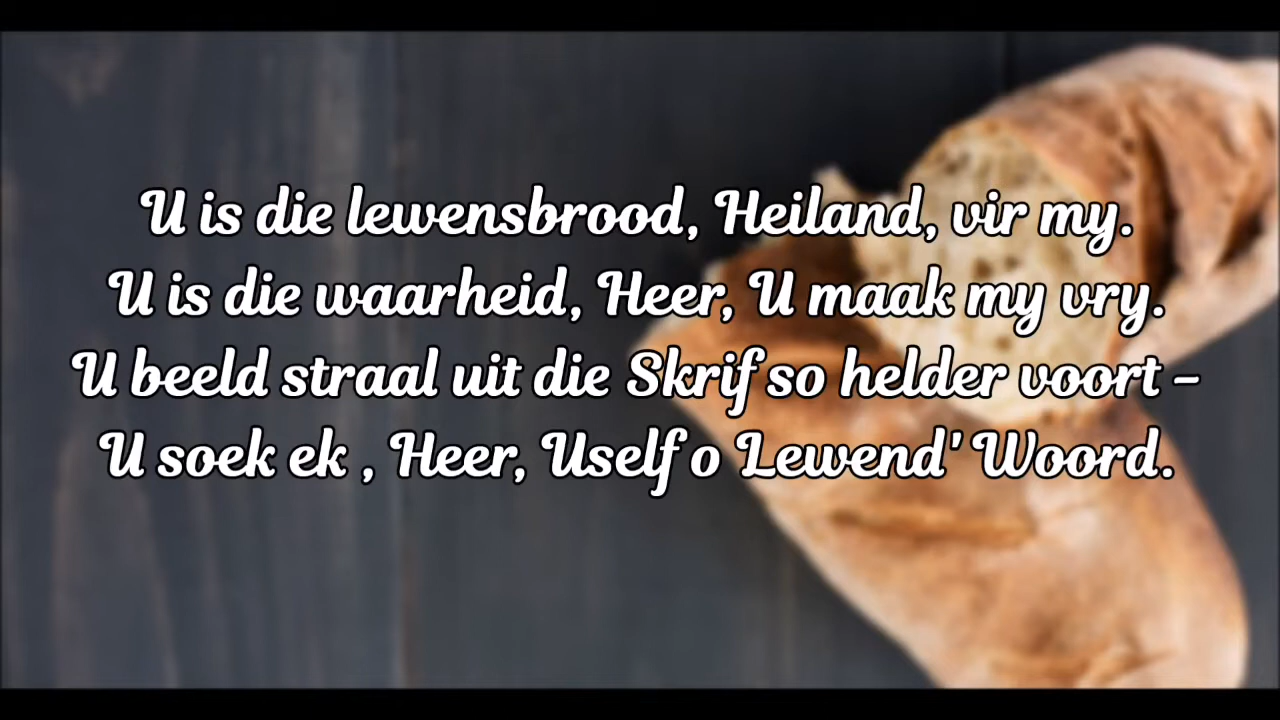 U is die lewensbrood, Heiland, vir my.
U is die waarheid, Heer, U maak my vry.
U beeld straal uit die Skrif so helder voort -
U soek ek , Heer, Uself o Lewend' Woord.